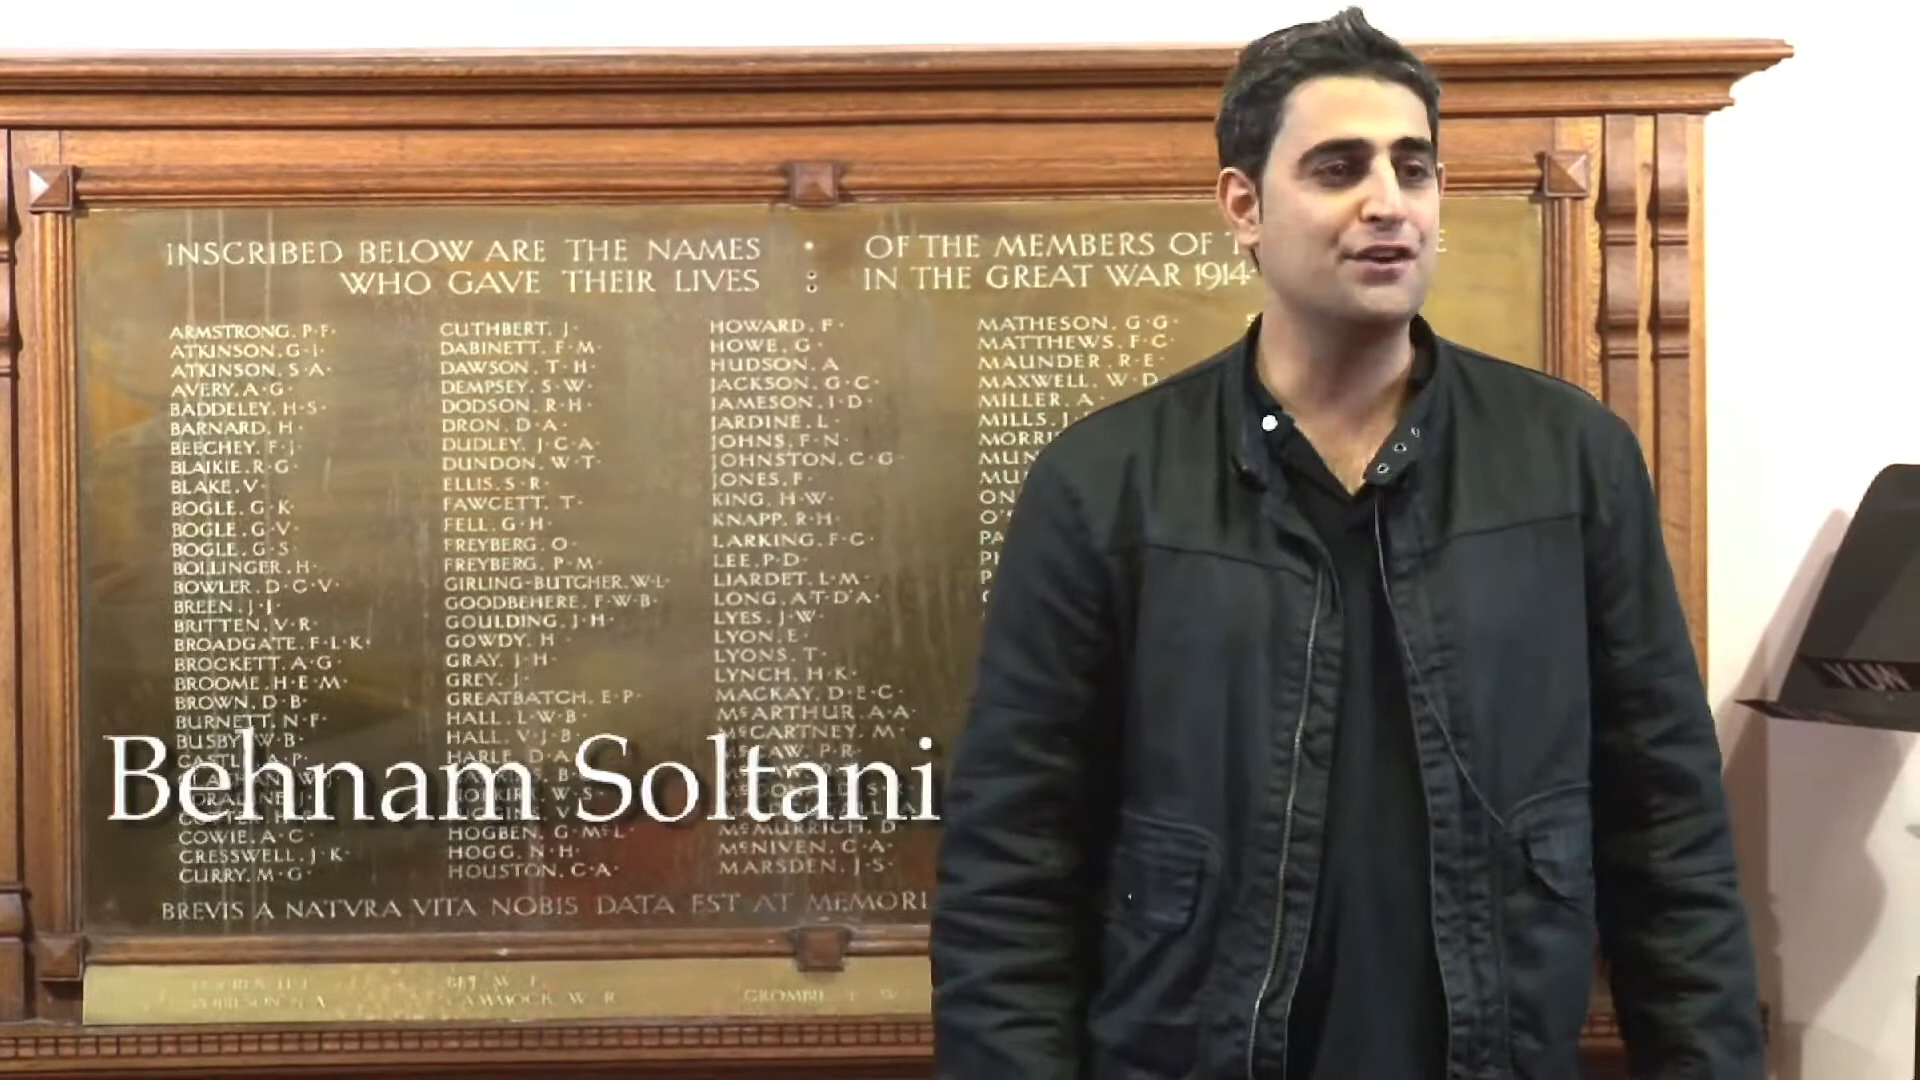 INSCRIBED BELOW ARE THE NAMES : OF THE MEMBERS OF
WHO GAVE THEIR LIVES : IN THE GREAT WAR 1914-
ARMSTRONG. P·F·
ATKINSON. G·I·
ATKINSON. S·A·
AVERY. A·G·
BADDELEY. H·S·
BARNARD. H·
BEECHEY. F·J·
BLAIKIE. R·G·
BLAKE. V·
BOGLE. G·K·
BOGLE. G·V·
BOGLE. G·S·
BOLLINGER. H·
BOWLER. D·C·V·
BREEN. J·J·
BRITTEN. V·R·
BROADGATE. F·L·K·
BROCKETT. A·G·
BROOME. H·E·M·
BROWN. D·B·
BURNETT. N·F·
BUSBY. W·B·
COWIE. A·C·
CRESSWELL. J·K·
CURRY. M·G·
CUTHBERT. J·
DABINETT. F·M·
DAWSON. T·H·
DEMPSEY. S·W·
DODSON. R·H·
DRON. D·A·
DUDLEY. J·C·A·
DUNDON. W·T·
ELLIS. S·R·
FAWCETT. T·
FELL. G·H·
FREYBERG. O·
FREYBERG. P·M·
GIRLING-BUTCHER. W·L·
GOODBEHERE. F·W·B·
GOULDING. J·H·
GOWDY. H·
GRAY. J·H·
GREY. J·
GREATBATCH. E·P·
HALL. L·W·B·
HALL. V·J·B·
HARLE. D·A·
HOGBEN. G·McL·
HOGG. N·H·
HOUSTON. C·A·
HOWARD. F·
HOWE. G·
HUDSON. A
JACKSON. G·C·
JAMESON. I·D·
JARDINE. L·
JOHNS. F·N·
JOHNSTON. C·G·
JONES. F·
KING. H·W·
KNAPP. R·H·
LARKING. F·C·
LEE. P·D·
LIARDET. L·M·
LONG. A·T·D'A·
LYES. J·W·
LYON. E·
LYONS. T·
LYNCH. H·K·
MACKAY. D·E·C·
McARTHUR. A·A·
McCARTNEY. M·
McMURRICH. D
McNIVEN. C·A·
MARSDEN. J·S·
MATHESON. G·G·
MATTHEWS. F·C·
MAUNDER. R·E·
MAXWELL. W·D
MILLER. A·
MILLS. J·
Behnam Soltani
BREVIS A NATVRA VITA NOBIS DATA EST AT MEMORI